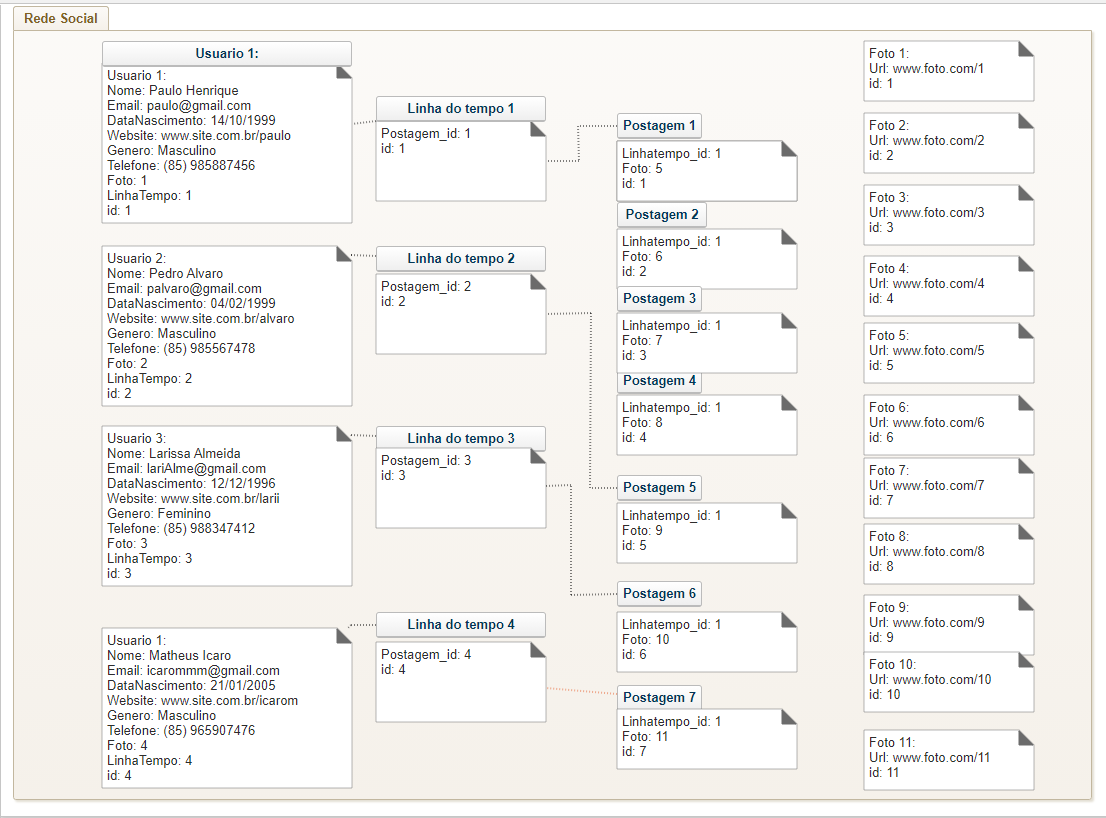 Rede Social
Usuario 1:
Usuario 1:
Nome: Paulo Henrique
Email: paulo@gmail.com
DataNascimento: 14/10/1999
Website: www.site.com.br/paulo
Genero: Masculino
Telefone: (85) 985887456
Foto: 1
LinhaTempo: 1
id: 1
Usuario 2:
Nome: Pedro Alvaro
Email: palvaro@gmail.com
DataNascimento: 04/02/1999
Website: www.site.com.br/alvaro
Genero: Masculino
Telefone: (85) 985567478
Foto: 2
LinhaTempo: 2
id: 2
Usuario 3:
Nome: Larissa Almeida
Email: lariAlme@gmail.com
DataNascimento: 12/12/1996
Website: www.site.com.br/larii
Genero: Feminino
Telefone: (85) 988347412
Foto: 3
LinhaTempo: 3
id: 3
Usuario 1:
Nome: Matheus Icaro
Email: icarommm@gmail.com
DataNascimento: 21/01/2005
Website: www.site.com.br/icarom
Genero: Masculino
Telefone: (85) 965907476
Foto: 4
LinhaTempo: 4
id: 4
Linha do tempo 1
Postagem_id: 1
id: 1
Linha do tempo 2
Postagem_id: 2
id: 2
Linha do tempo 3
Postagem_id: 3
id: 3
Linha do tempo 4
Postagem_id: 4
id: 4
Postagem 1
Linhatempo_id: 1
Foto: 5
id: 1
Postagem 2
Linhatempo_id: 1
Foto: 6
id: 2
Postagem 3
Linhatempo_id: 1
Foto: 7
id: 3
Postagem 4
Linhatempo_id: 1
Foto: 8
id: 4
Postagem 5
Linhatempo_id: 1
Foto: 9
id: 5
Postagem 6
Linhatempo_id: 1
Foto: 10
id: 6
Postagem 7
Linhatempo_id: 1
Foto: 11
id: 7
Foto 1:
Url: www.foto.com/1
id: 1
Foto 2:
Url: www.foto.com/2
id: 2
Foto 3:
Url: www.foto.com/3
id: 3
Foto 4:
Url: www.foto.com/4
id: 4
Foto 5:
Url: www.foto.com/5
id: 5
Foto 6:
Url: www.foto.com/6
id: 6
Foto 7:
Url: www.foto.com/7
id: 7
Foto 8:
Url: www.foto.com/8
id: 8
Foto 9:
Url: www.foto.com/9
id: 9
Foto 10:
Url: www.foto.com/10
id: 10
Foto 11:
Url: www.foto.com/11
id: 11